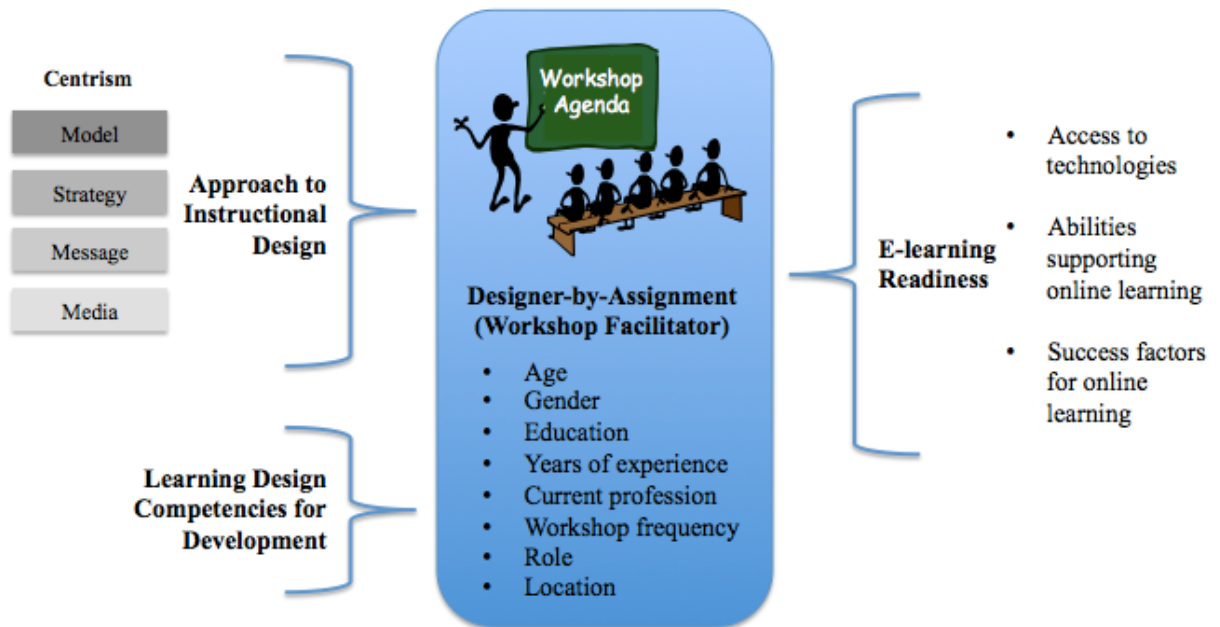 Centrism
Model
Strategy
Message
Media
Approach to
Instructional
Design
Learning Design
Competencies for
Development
Workshop
Agenda
Designer-by-Assignment
(Workshop Facilitator)
• Age
• Gender
• Education
• Years of experience
• Current profession
• Workshop frequency
• Role
• Location
E-learning
Readiness
• Access to
technologies
• Abilities
supporting
online learning
• Success factors
for online
learning